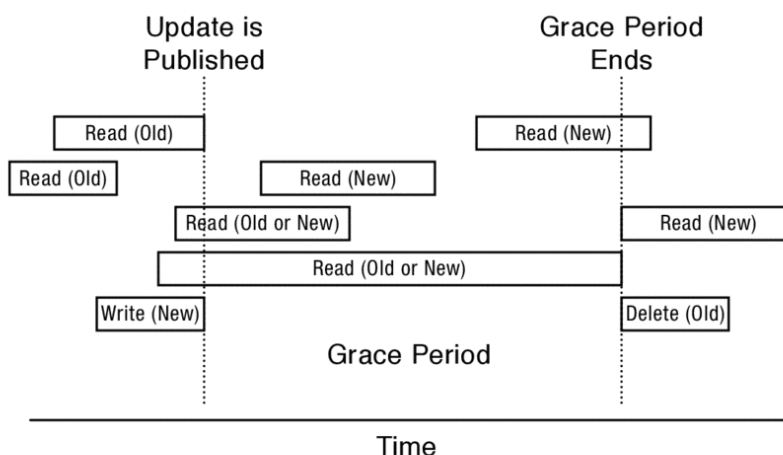 Update is
Published
Grace Period
Ends
Read (Old)
Read (New)
Read (Old)
Read (New)
Read (Old or New)
Read (New)
Read (Old or New)
Write (New)
Delete (Old)
Grace Period
Time